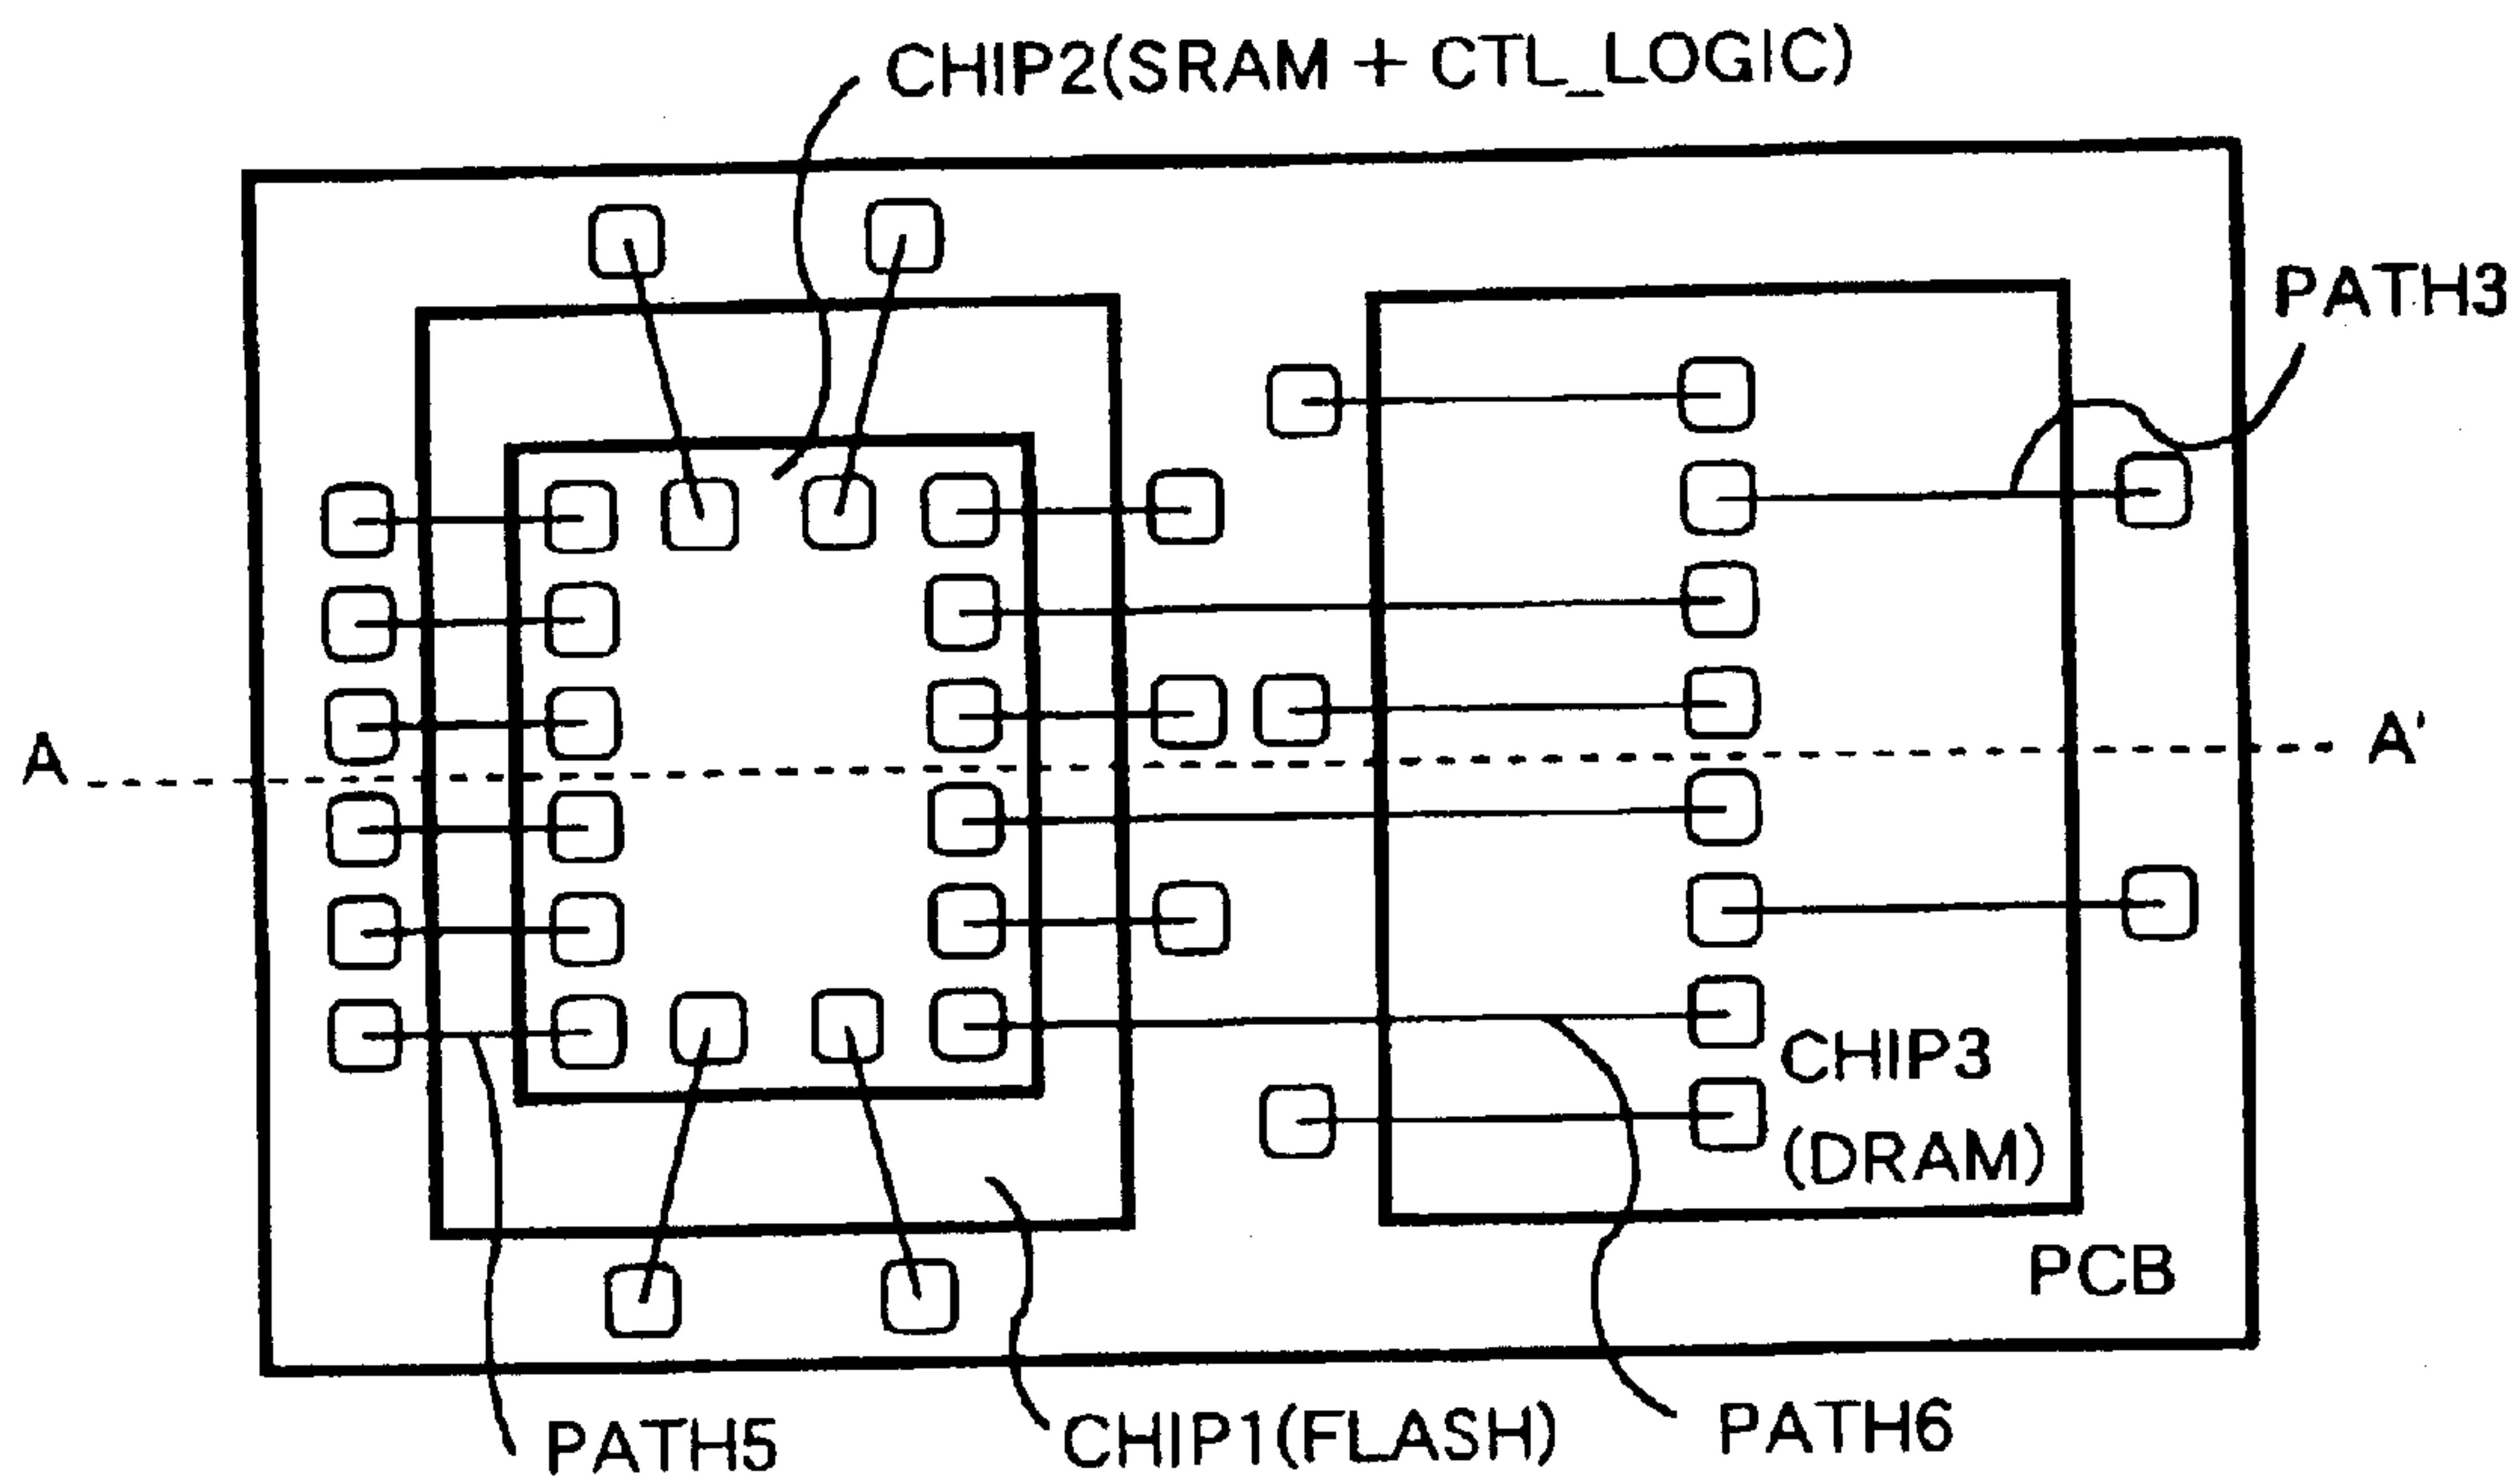 CHIP2(SRAM + CTL_LOGIC)
PATH3
A
A'
CHIP3
(DRAM)
PCB
PATH5
CHIP1(FLASH)
PATH6